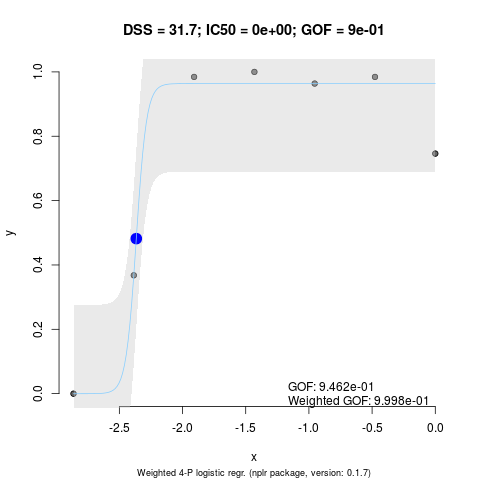 DSS = 31.7; IC50 = 0e+00; GOF = 9e-01
1.0
0.8
0.6
0.4
0.2
0.0
y
GOF: 9.462e-01
Weighted GOF: 9.998e-01
-2.5 -2.0 -1.5 -1.0 -0.5 0.0
x
Weighted 4-P logistic regr. (nplr package, version: 0.1.7)